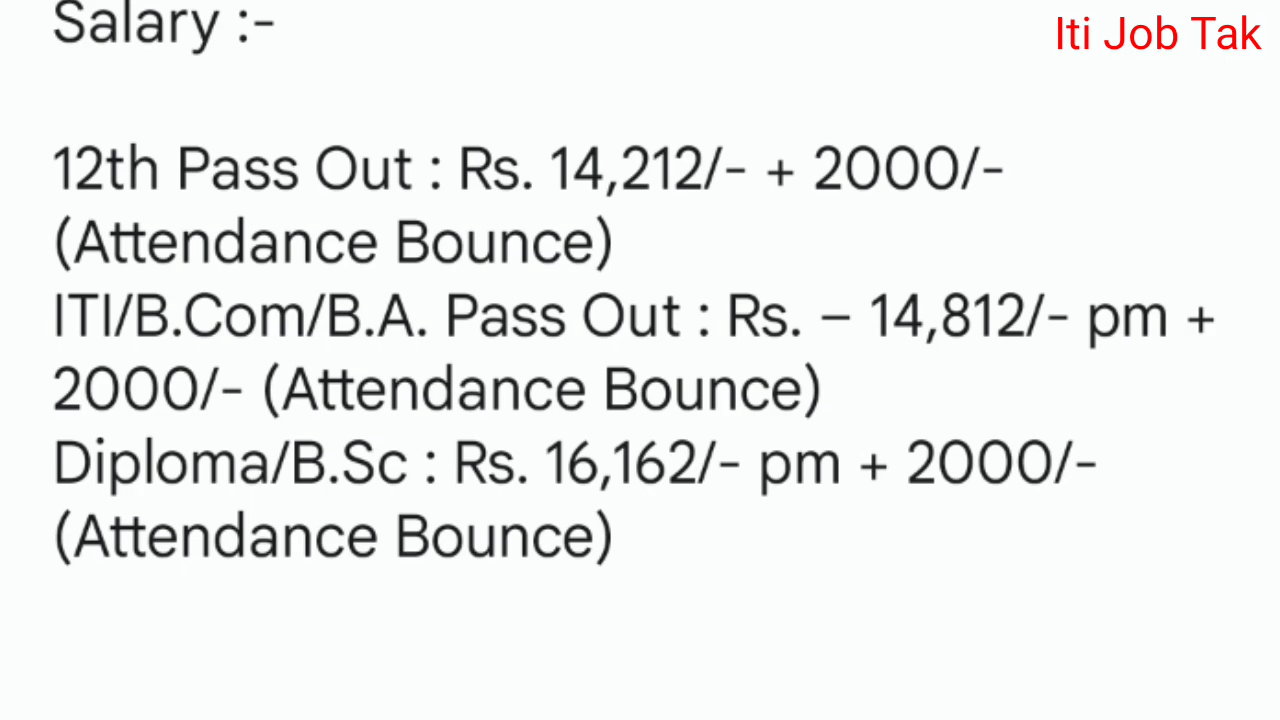 Salary :-
Iti Job Tak
12th Pass Out : Rs. 14,212/- + 2000/-
(Attendance Bounce)
ITI/B.Com/B.A. Pass Out : Rs. – 14,812/- pm +
2000/- (Attendance Bounce)
Diploma/B.Sc : Rs. 16,162/- pm + 2000/-
(Attendance Bounce)